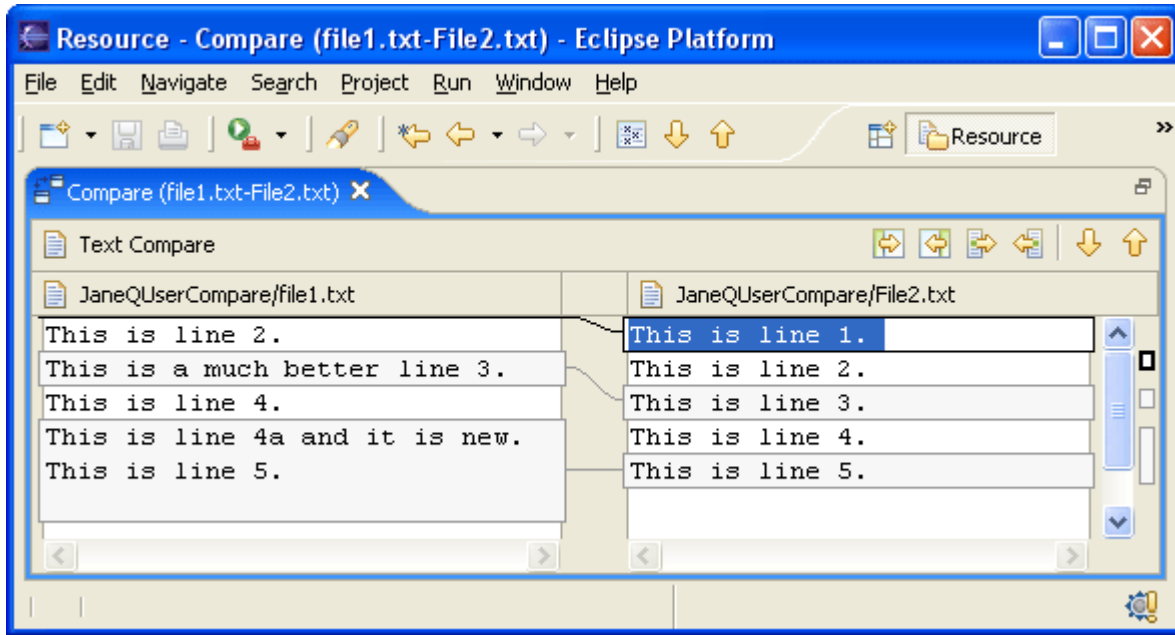 Resource - Compare (file1.txt-File2.txt) - Eclipse Platform
File Edit Navigate Search Project Run Window Help
Resource
Compare (file1.txt-File2.txt)
Text Compare
JaneQUserCompare/file1.txt
This is line 2.
This is a much better line 3.
This is line 4.
This is line 4a and it is new.
This is line 5.
JaneQUserCompare/File2.txt
This is line 1.
This is line 2.
This is line 3.
This is line 4.
This is line 5.